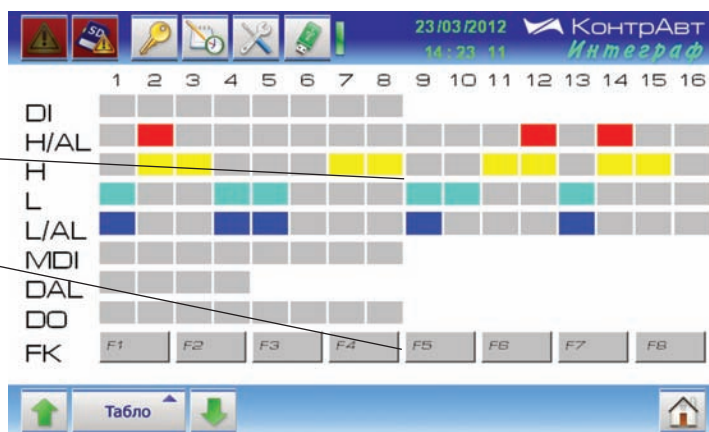 SD
23/03/2012
14:23 11
КонтрАвт
Интеграф
1 2 3 4 5 6 7 8 9 10 11 12 13 14 15 16
DI
H/AL
H
L
L/AL
MDI
DAL
DO
FK F1 F2 F3 F4 F5 F6 F7 F8
Табло